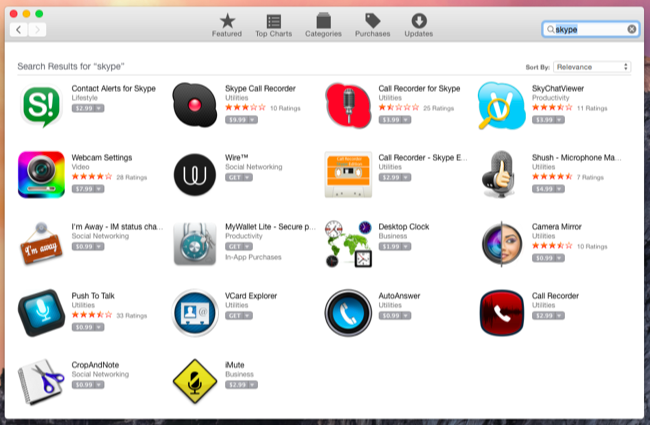 Featured
Top Charts
Categories
Purchases
Updates
skype
Search Results for “skype”
Sort By: Relevance
Contact Alerts for Skype
Lifestyle
$2.99
Skype Call Recorder
Utilities
10 Ratings
$9.99
Call Recorder for Skype
Utilities
25 Ratings
$3.99
SkyChatViewer
Productivity
11 Ratings
$3.99
Webcam Settings
Video
28 Ratings
$7.99
Wire™
Social Networking
GET
Call Recorder - Skype E...
Utilities
$2.99
Shush - Microphone Ma...
Utilities
7 Ratings
$4.99
I'm away
I'm Away - IM status cha...
Social Networking
$0.99
MyWallet Lite - Secure p...
Productivity
GET
In-App Purchases
Desktop Clock
Business
$1.99
Camera Mirror
Utilities
10 Ratings
$0.99
Push To Talk
Utilities
33 Ratings
$0.99
VCard Explorer
Utilities
GET
AutoAnswer
Utilities
$0.99
Call Recorder
Utilities
$2.99
CropAndNote
Social Networking
$0.99
iMute
Business
$2.99